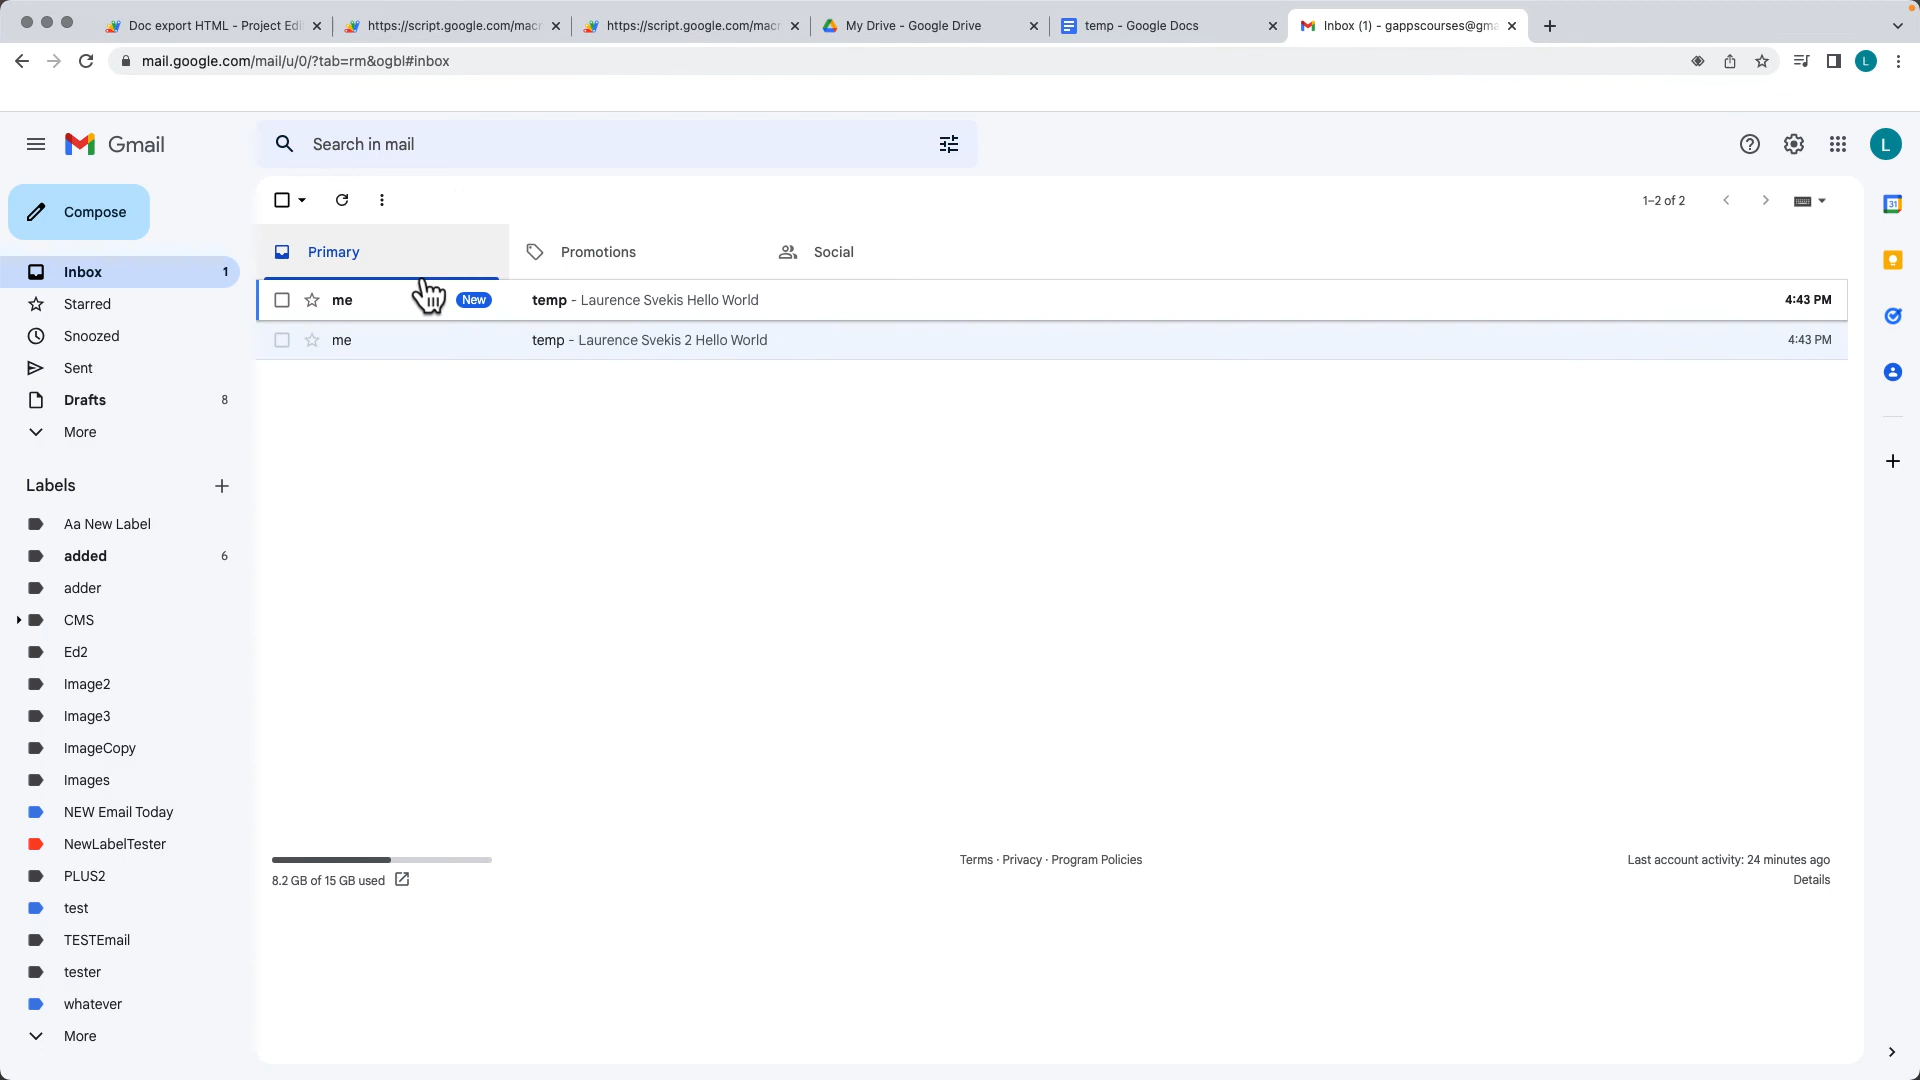 Doc export HTML - Project Edi
https://script.google.com/macr
https://script.google.com/macr
My Drive - Google Drive
temp - Google Docs
Inbox (1) - gappscourses@gma
mail.google.com/mail/u/0/?tab=rm&ogbl#inbox
L
Gmail
Search in mail
L
Compose
1–2 of 2
31
Primary
Promotions
Social
Inbox 1
Starred
Snoozed
Sent
Drafts 8
More
me New temp - Laurence Svekis Hello World 4:43 PM
me temp - Laurence Svekis 2 Hello World 4:43 PM
Labels
Aa New Label
added 6
adder
CMS
Ed2
Image2
Image3
ImageCopy
Images
NEW Email Today
NewLabelTester
PLUS2
test
TESTEmail
tester
whatever
More
8.2 GB of 15 GB used
Terms · Privacy · Program Policies
Last account activity: 24 minutes ago
Details